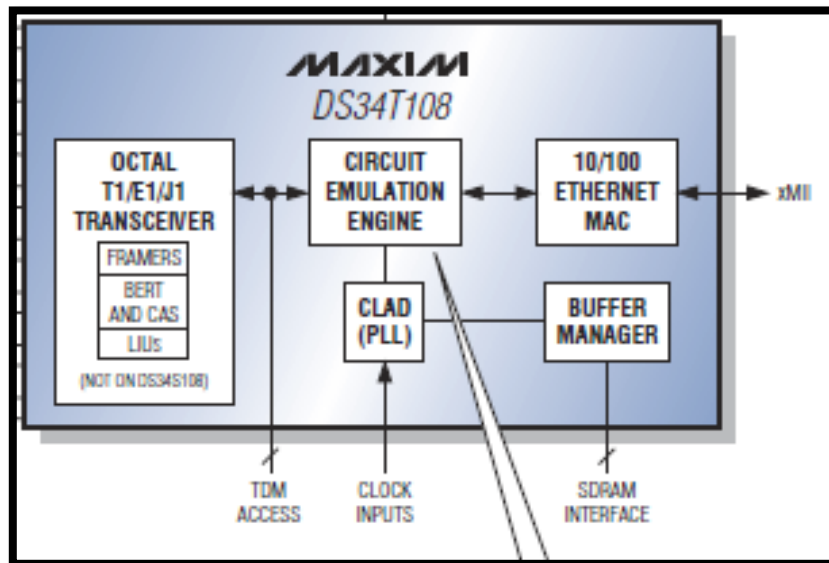 MAXIM
DS34T108
OCTAL
T1/E1/J1
TRANSCEIVER
FRAMERS
BERT
AND CAS
LIUs
(NOT ON DS34S108)
CIRCUIT
EMULATION
ENGINE
10/100
ETHERNET
MAC
xMII
CLAD
(PLL)
BUFFER
MANAGER
TDM
ACCESS
CLOCK
INPUTS
SDRAM
INTERFACE